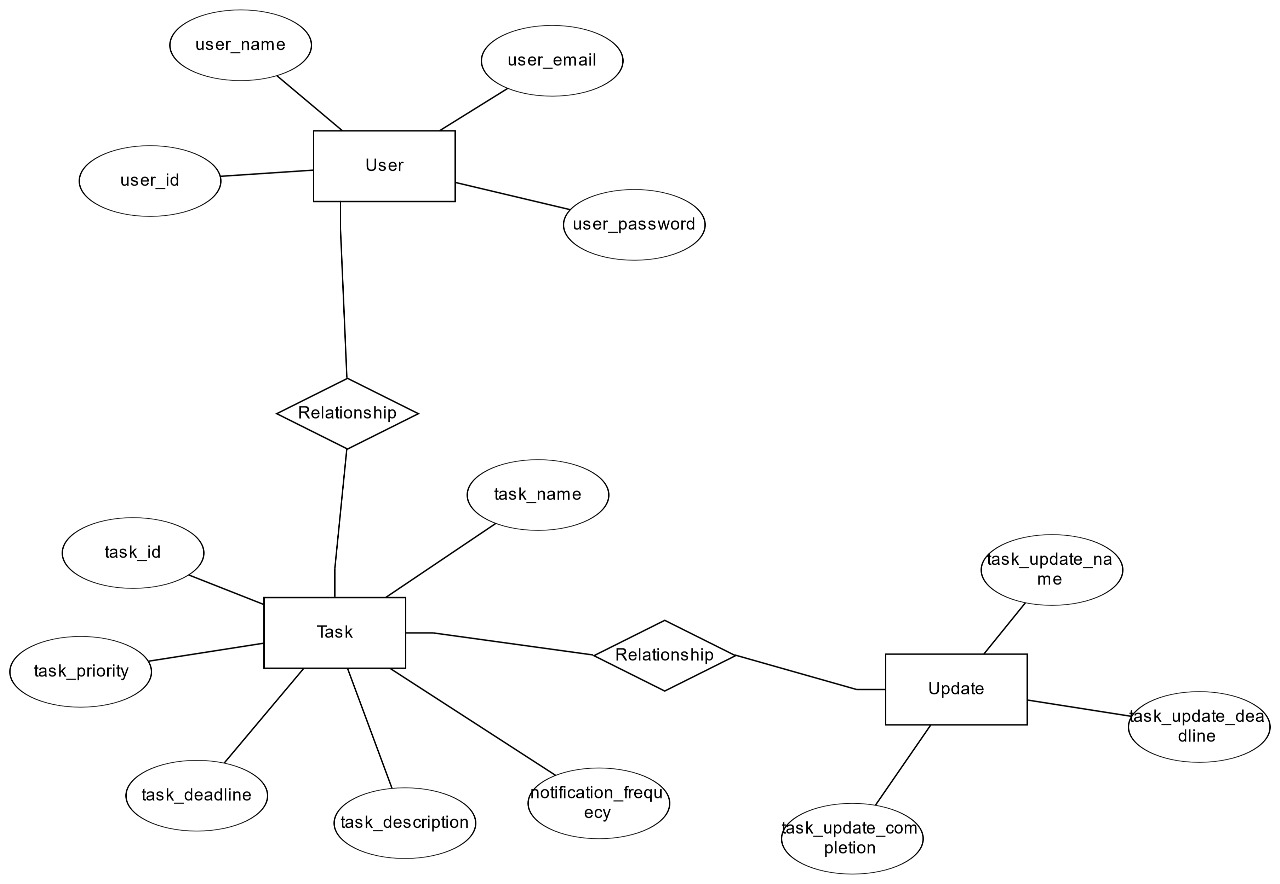 user_name
user_email
User
user_id
user_password
Relationship
task_name
task_id
task_update_na
me
Task
Relationship
task_priority
Update
task_update_dea
dline
task_deadline
notification_frequ
ecy
task_description
task_update_com
pletion